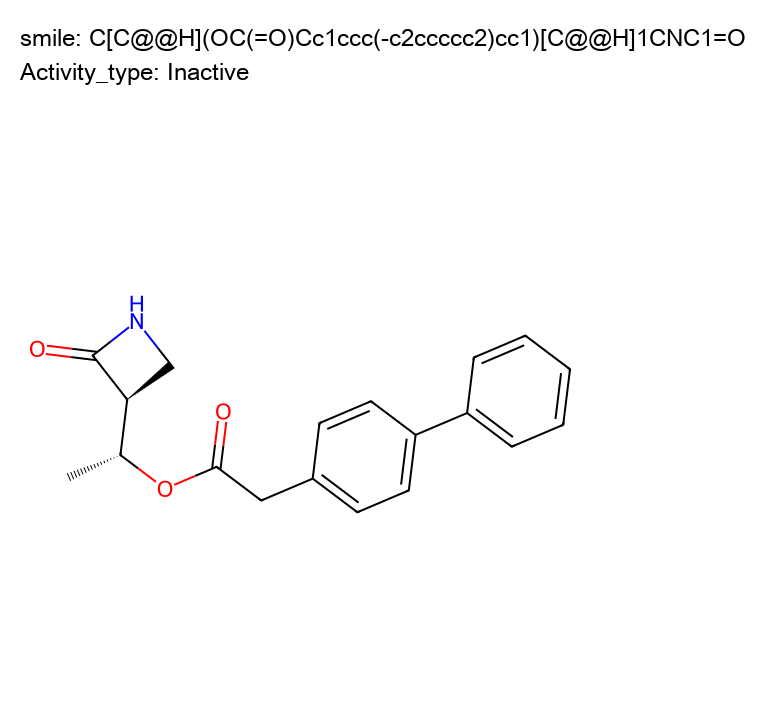 smile: C[C@@H](OC(=O)Cc1ccc(-c2ccccc2)cc1)[C@@H]1CNC1=O
Activity_type: Inactive
H
N
O
O
O